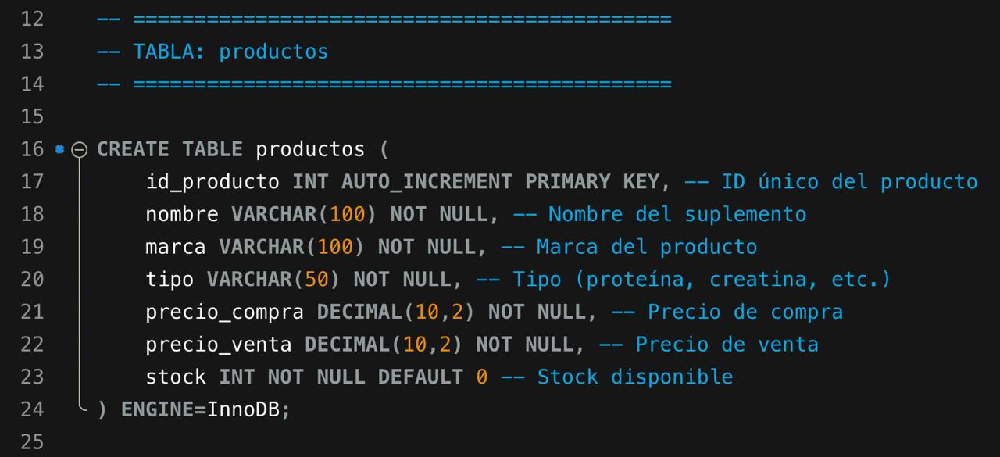 12 -- ============================================
13 -- TABLA: productos
14 -- ============================================
15
16 CREATE TABLE productos (
17 id_producto INT AUTO_INCREMENT PRIMARY KEY, -- ID único del producto
18 nombre VARCHAR(100) NOT NULL, -- Nombre del suplemento
19 marca VARCHAR(100) NOT NULL, -- Marca del producto
20 tipo VARCHAR(50) NOT NULL, -- Tipo (proteína, creatina, etc.)
21 precio_compra DECIMAL(10,2) NOT NULL, -- Precio de compra
22 precio_venta DECIMAL(10,2) NOT NULL, -- Precio de venta
23 stock INT NOT NULL DEFAULT 0 -- Stock disponible
24 ) ENGINE=InnoDB;
25